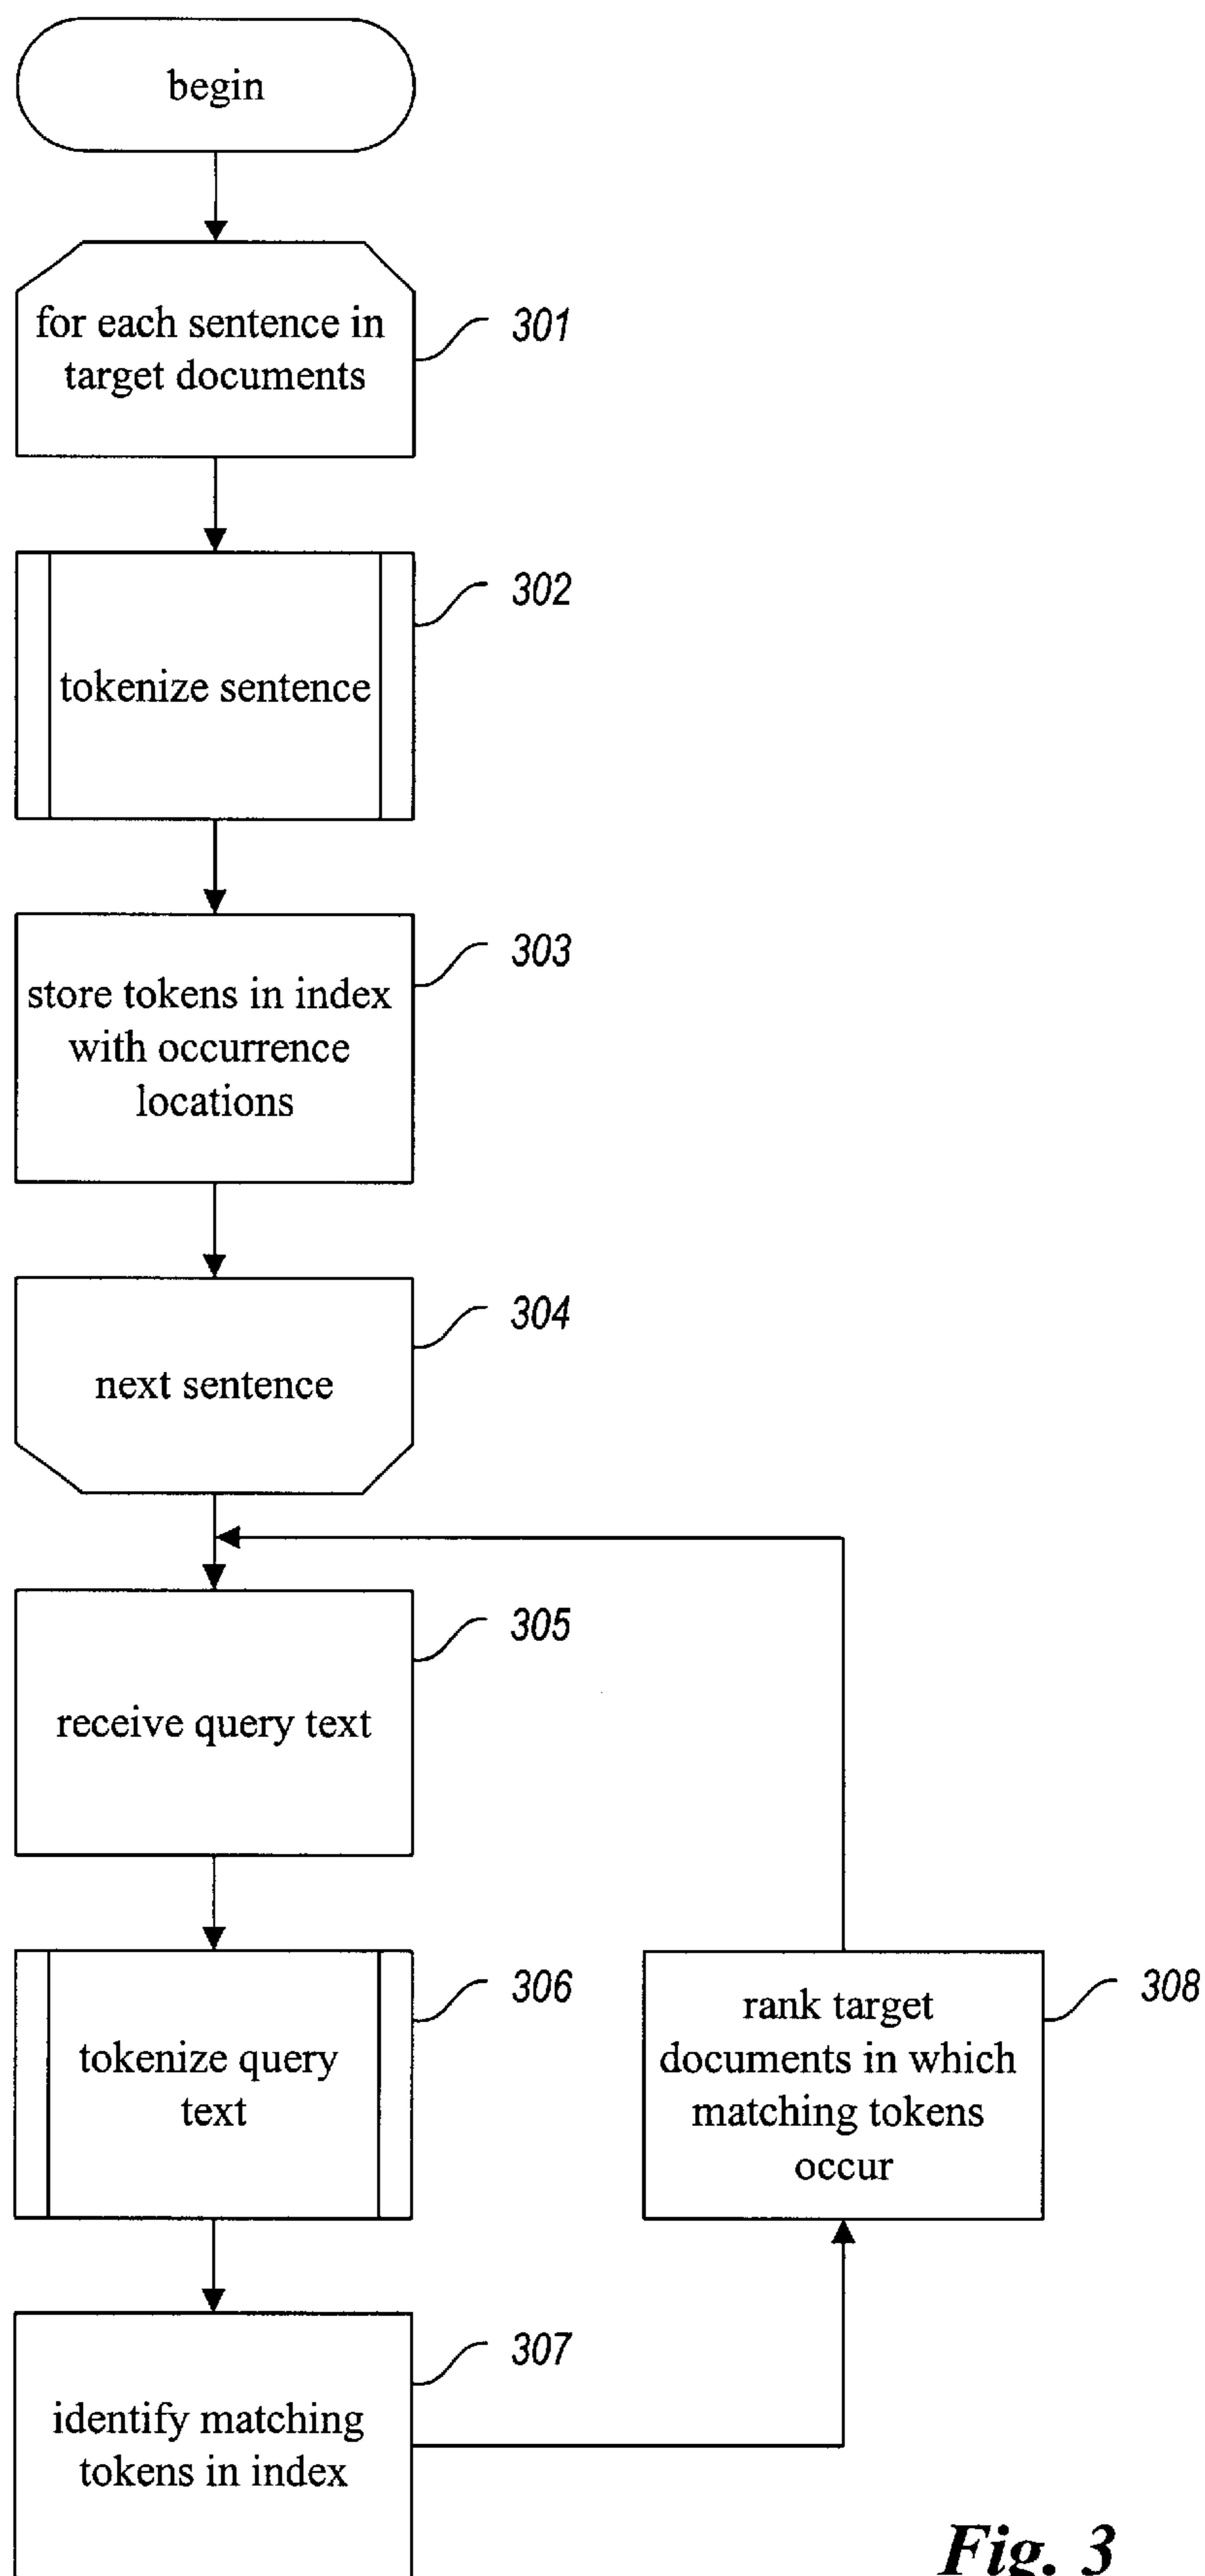 begin
for each sentence in
target documents
301
tokenize sentence
302
store tokens in index
with occurrence
locations
303
next sentence
304
receive query text
305
tokenize query
text
306
rank target
documents in which
matching tokens
occur
308
identify matching
tokens in index
307
Fig. 3